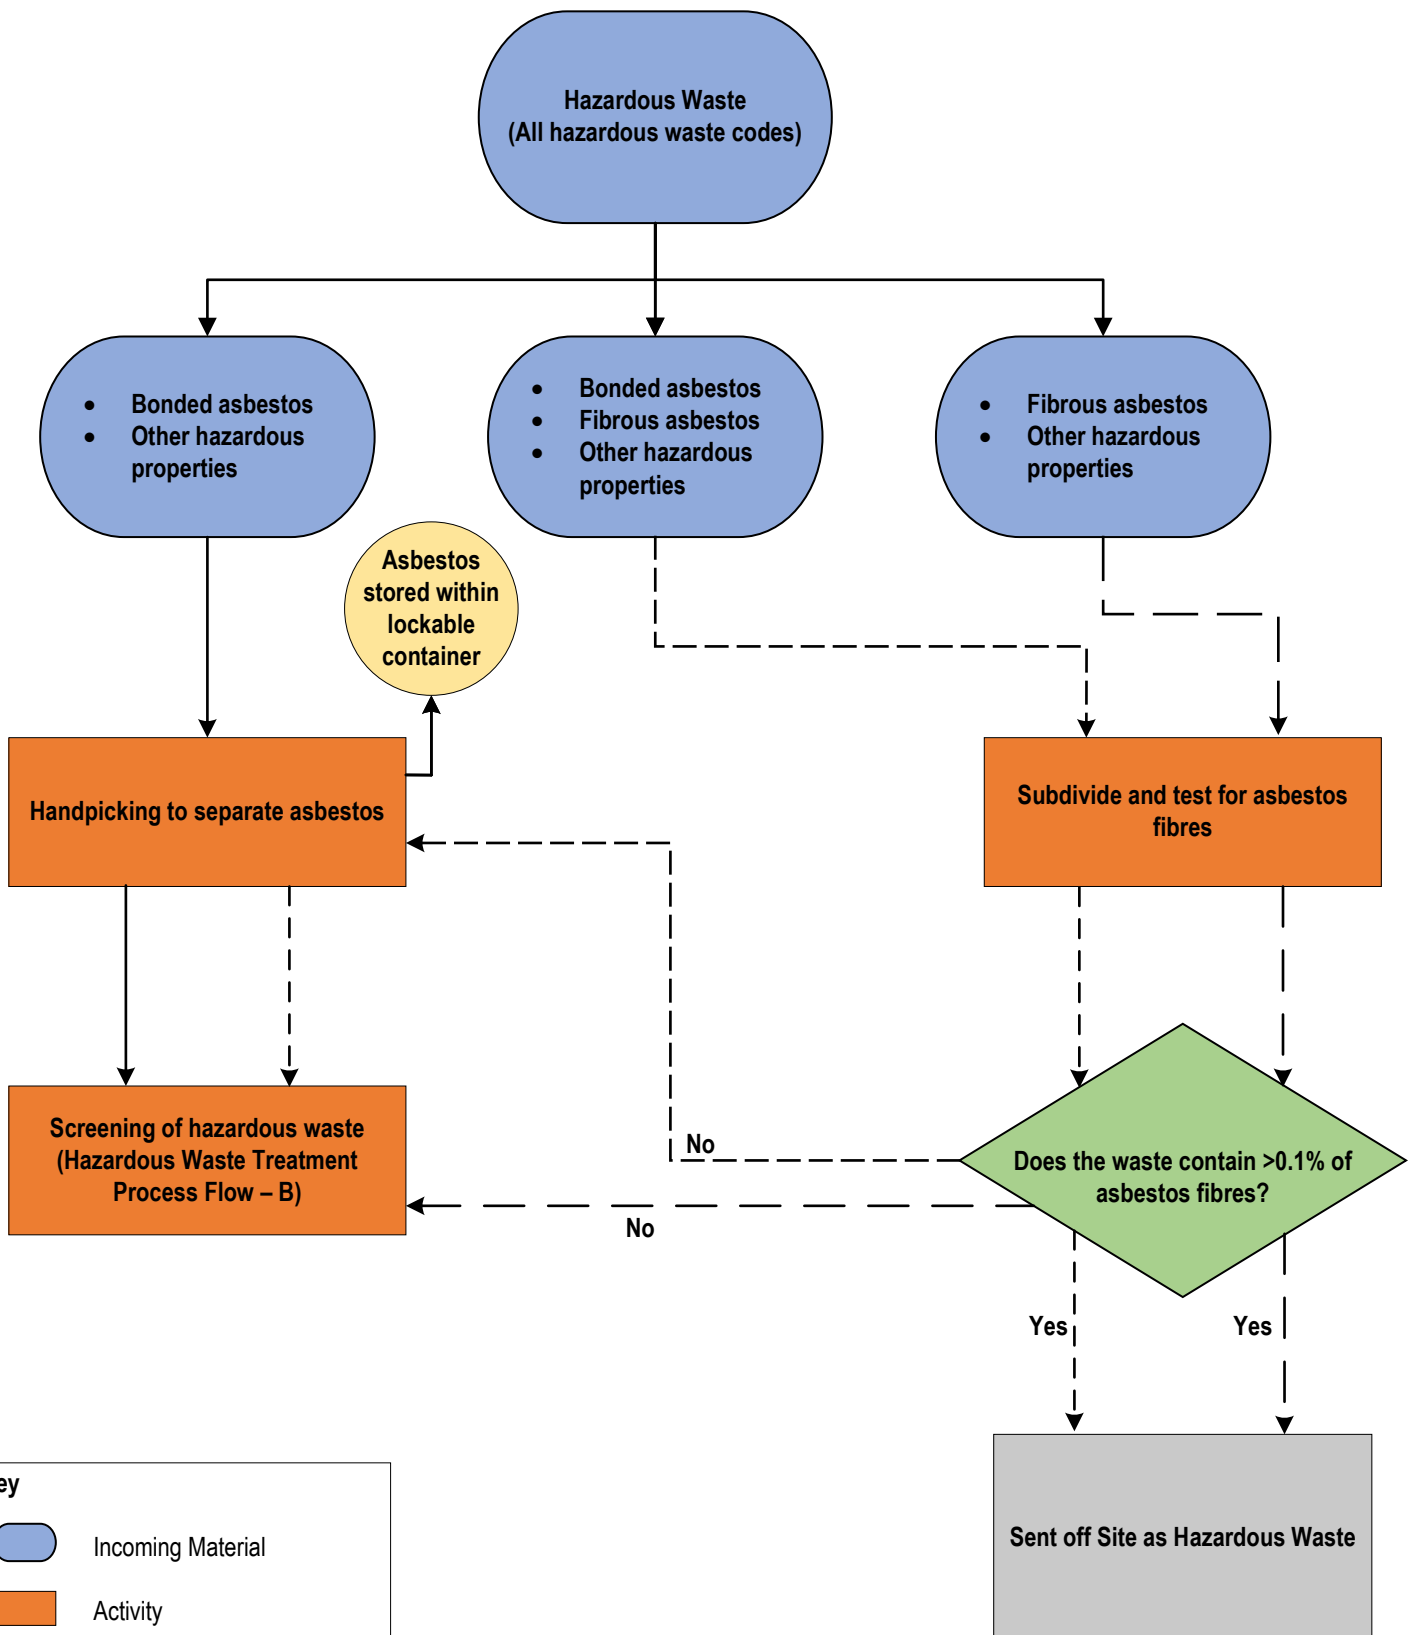 Hazardous Waste
(All hazardous waste codes)
• Bonded asbestos
• Other hazardous
properties
• Bonded asbestos
• Fibrous asbestos
• Other hazardous
properties
• Fibrous asbestos
• Other hazardous
properties
Asbestos
stored within
lockable
container
Handpicking to separate asbestos
Subdivide and test for asbestos
fibres
Screening of hazardous waste
(Hazardous Waste Treatment
Process Flow – B)
No
No
Does the waste contain >0.1% of
asbestos fibres?
Yes
Yes
Sent off Site as Hazardous Waste
ey
Incoming Material
Activity